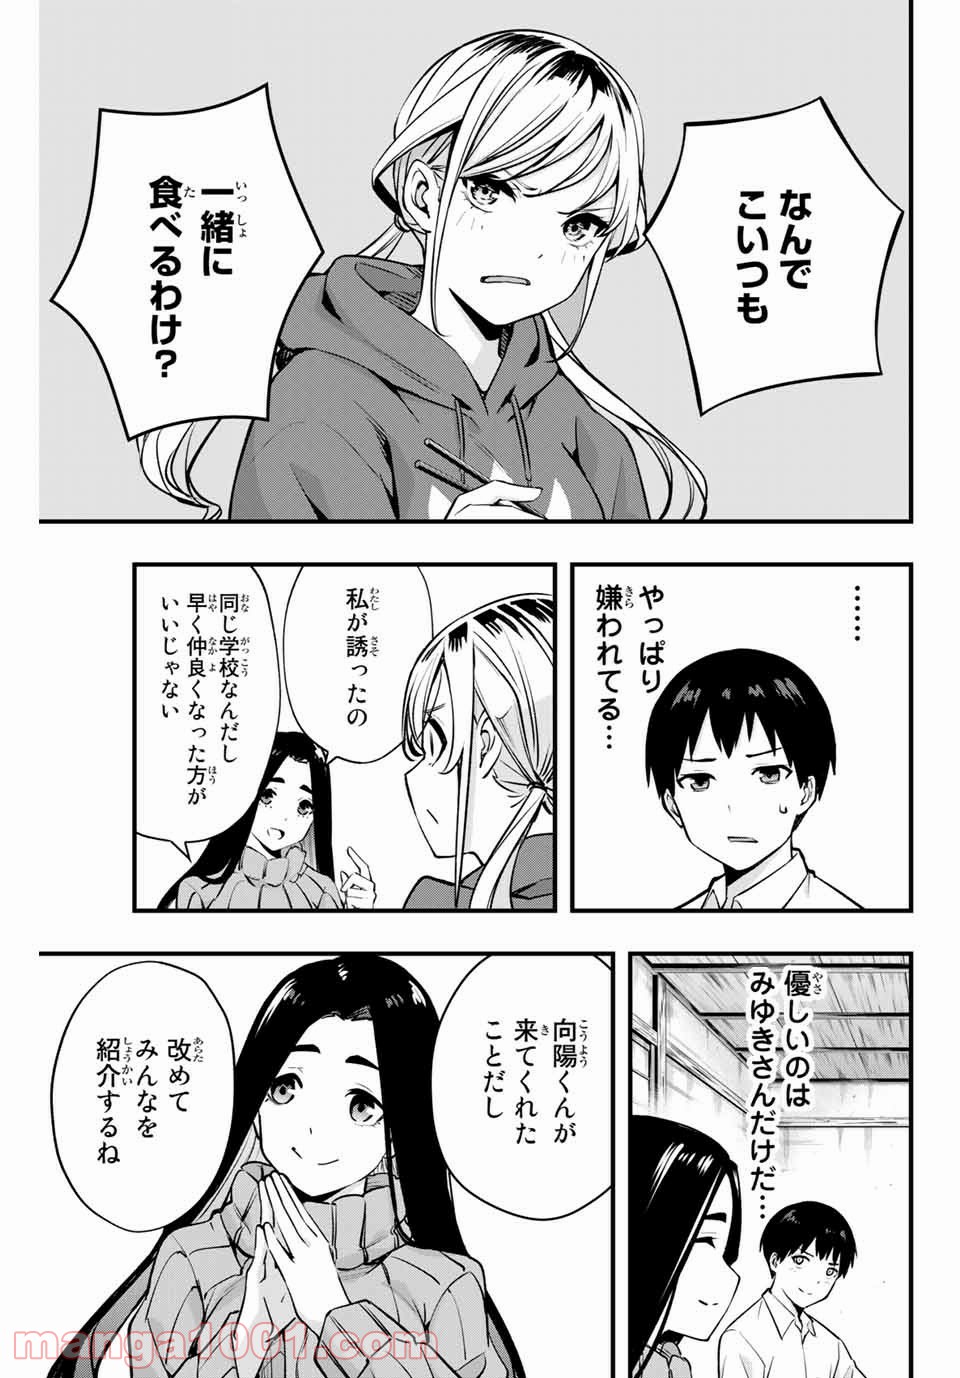 なんで
こいつも
一緒に
食べるわけ?
……
やっぱり
嫌われてる…
私が誘ったの
同じ学校なんだし
早く仲良くなった方が
いいじゃない
優しいのは
みゆきさんだけだ…
向陽くんが
来てくれた
ことだし
改めて
みんなを
紹介するね
manga1001.com